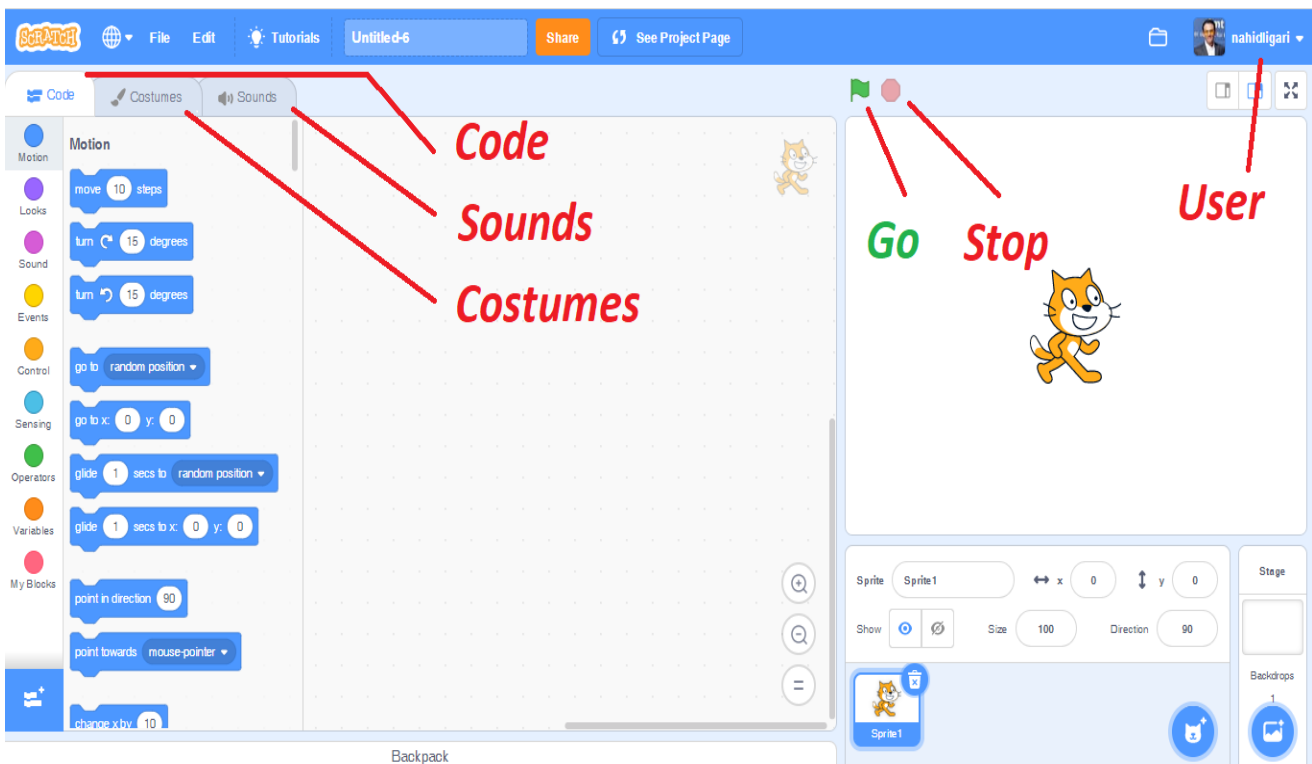 SCRATCH File Edit Tutorials Untitled-6 Share See Project Page nahidligari
Code Costumes Sounds
Code
Sounds
Costumes
Go
Stop
User
Motion
Looks
Sound
Events
Control
Sensing
Operators
Variables
My Blocks
Motion
move 10 steps
turn 15 degrees
turn 15 degrees
go to random position
go to x: 0 y: 0
glide 1 secs to random position
glide 1 secs to x: 0 y: 0
point in direction 90
point towards mouse-pointer
change x by 10
Backpack
Sprite Sprite1 x 0 y 0
Show Size 100 Direction 90
Sprite1
Stage
Backdrops
1